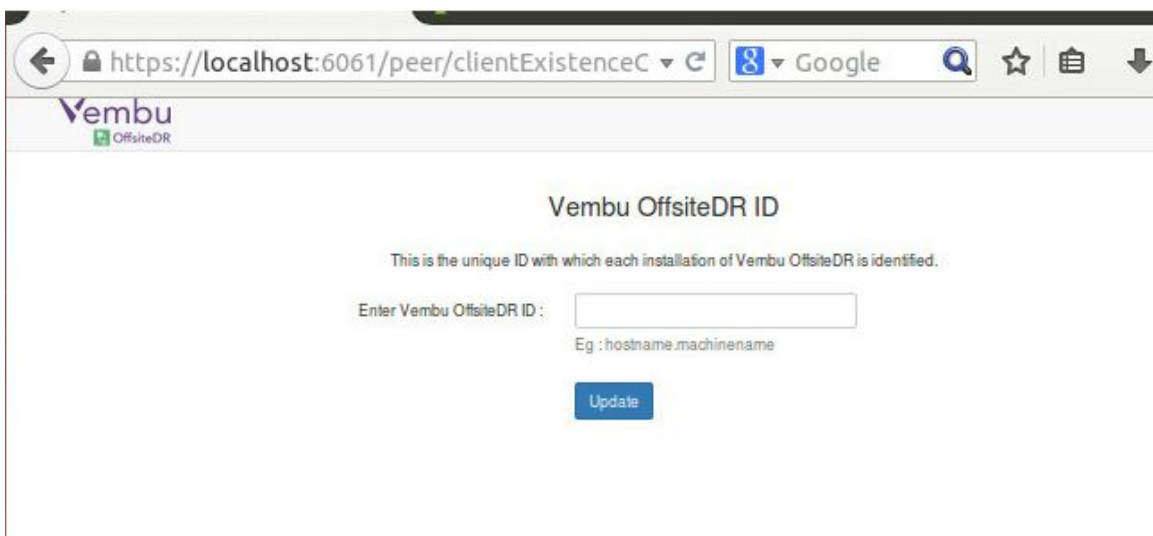 https://localhost:6061/peer/clientExistenceC
Google
Vembu
OffsiteDR
Vembu OffsiteDR ID
This is the unique ID with which each installation of Vembu OffsiteDR is identified.
Enter Vembu OffsiteDR ID :
Eg : hostname.machinename
Update